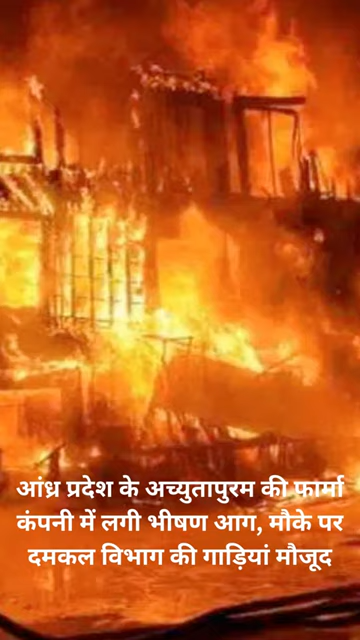 आंध्र प्रदेश के अच्युतापुरम की फार्मा
कंपनी में लगी भीषण आग, मौके पर
दमकल विभाग की गाड़ियां मौजूद